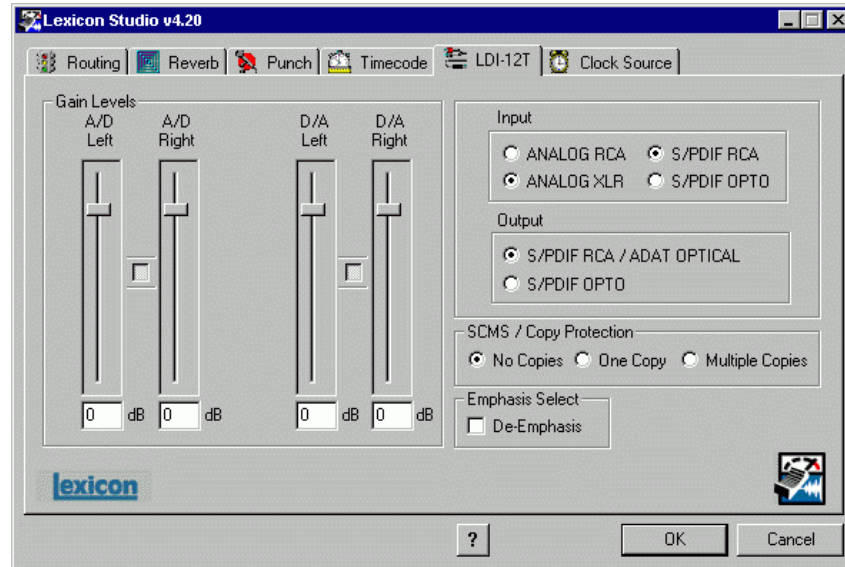 Lexicon Studio v4.20
Routing Reverb Punch Timecode LDI-12T Clock Source
Gain Levels
A/D Left
A/D Right
D/A Left
D/A Right
0 dB 0 dB 0 dB 0 dB
Input
ANALOG RCA S/PDIF RCA
ANALOG XLR S/PDIF OPTO
Output
S/PDIF RCA / ADAT OPTICAL
S/PDIF OPTO
SCMS / Copy Protection
No Copies One Copy Multiple Copies
Emphasis Select
De-Emphasis
lexicon
? OK Cancel